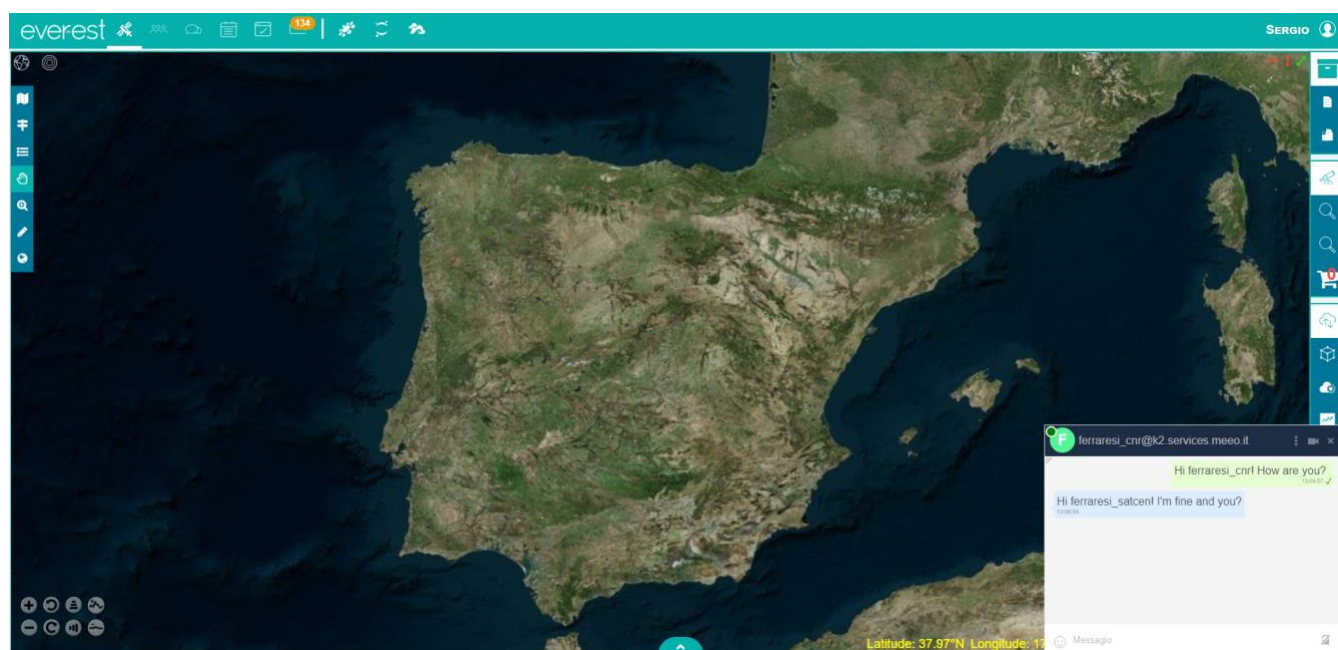 everest
134
SERGIO
0
ferraresi_cnr@k2.services.meeo.it
F
Hi ferraresi_cnr! How are you?
Hi ferraresi_satcen! I'm fine and you?
Latitude: 37.97°N Longitude: 17
Messagio